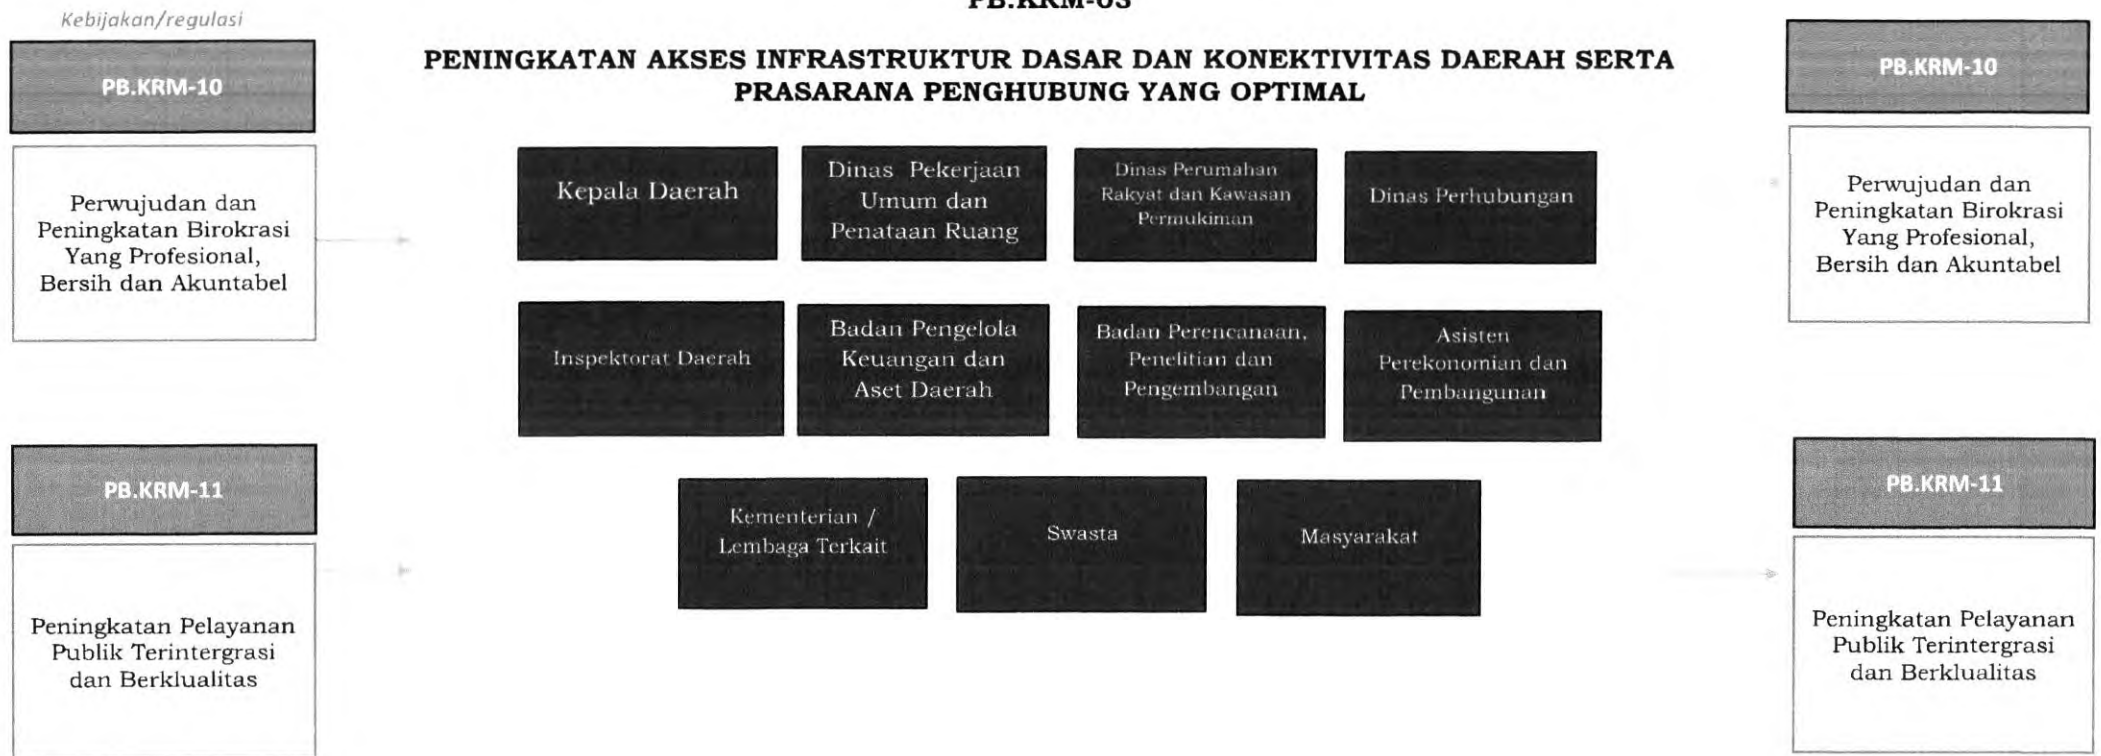 Kebijakan/regulasi
PB.KRM-10
Perwujudan dan
Peningkatan Birokrasi
Yang Profesional,
Bersih dan Akuntabel
PB.KRM-11
Peningkatan Pelayanan
Publik Terintergrasi
dan Berklualitas
PENINGKATAN AKSES INFRASTRUKTUR DASAR DAN KONEKTIVITAS DAERAH SERTA
PRASARANA PENGHUBUNG YANG OPTIMAL
Kepala Daerah
Dinas Pekerjaan
Umum dan
Penataan Ruang
Dinas Perumahan
Rakyat dan Kawasan
Permukiman
Dinas Perhubungan
Inspektorat Daerah
Badan Pengelola
Keuangan dan
Aset Daerah
Badan Perencanaan,
Penelitian dan
Pengembangan
Asisten
Perekonomian dan
Pembangunan
Kementerian /
Lembaga Terkait
Swasta
Masyarakat
PB.KRM-10
Perwujudan dan
Peningkatan Birokrasi
Yang Profesional,
Bersih dan Akuntabel
PB.KRM-11
Peningkatan Pelayanan
Publik Terintergrasi
dan Berklualitas